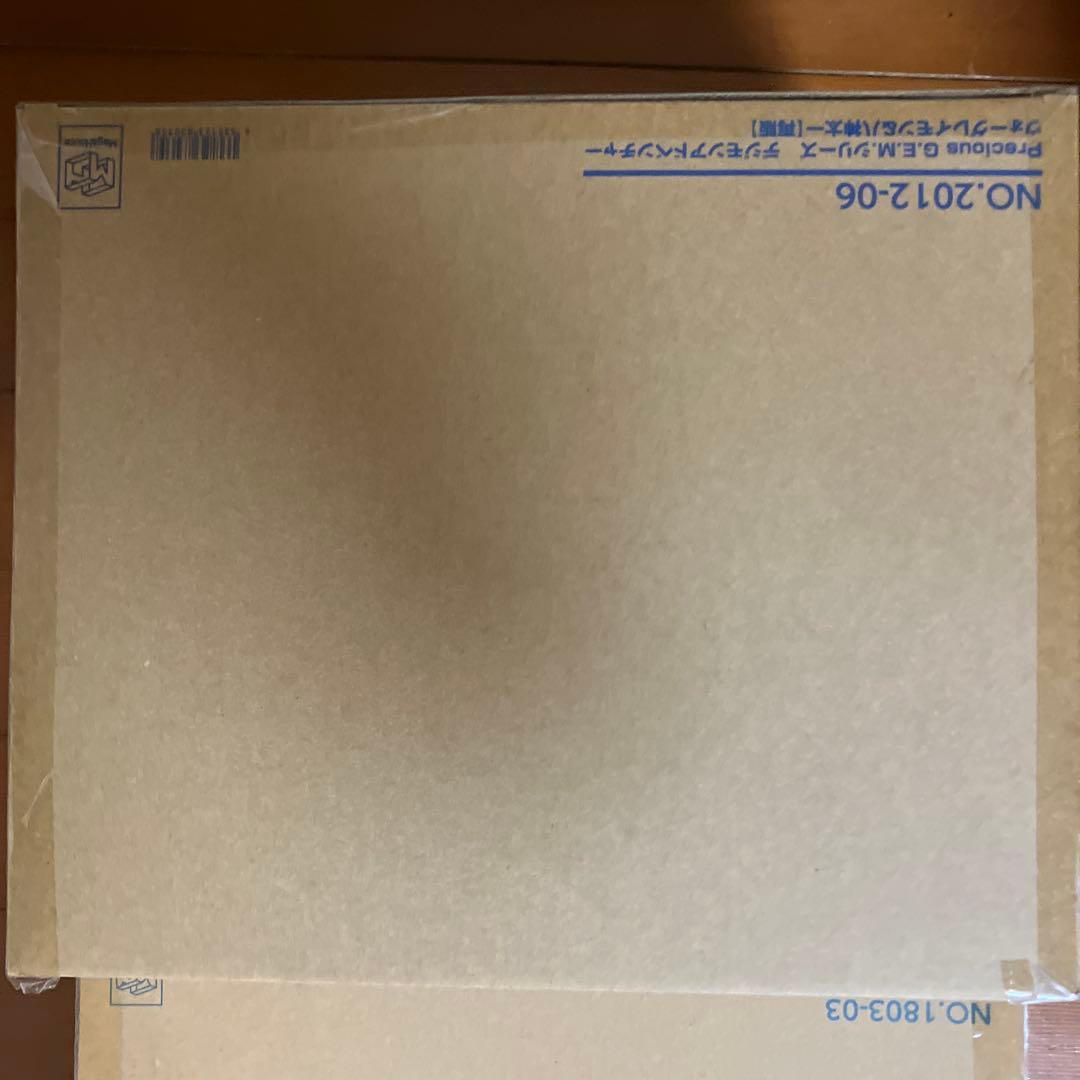 NO.2012-06
Precious G.E.M.シリーズ デジモンアドベンチャー
ウォーグレイモン&八神太一【再販】
MegaHouse
NO.1803-03